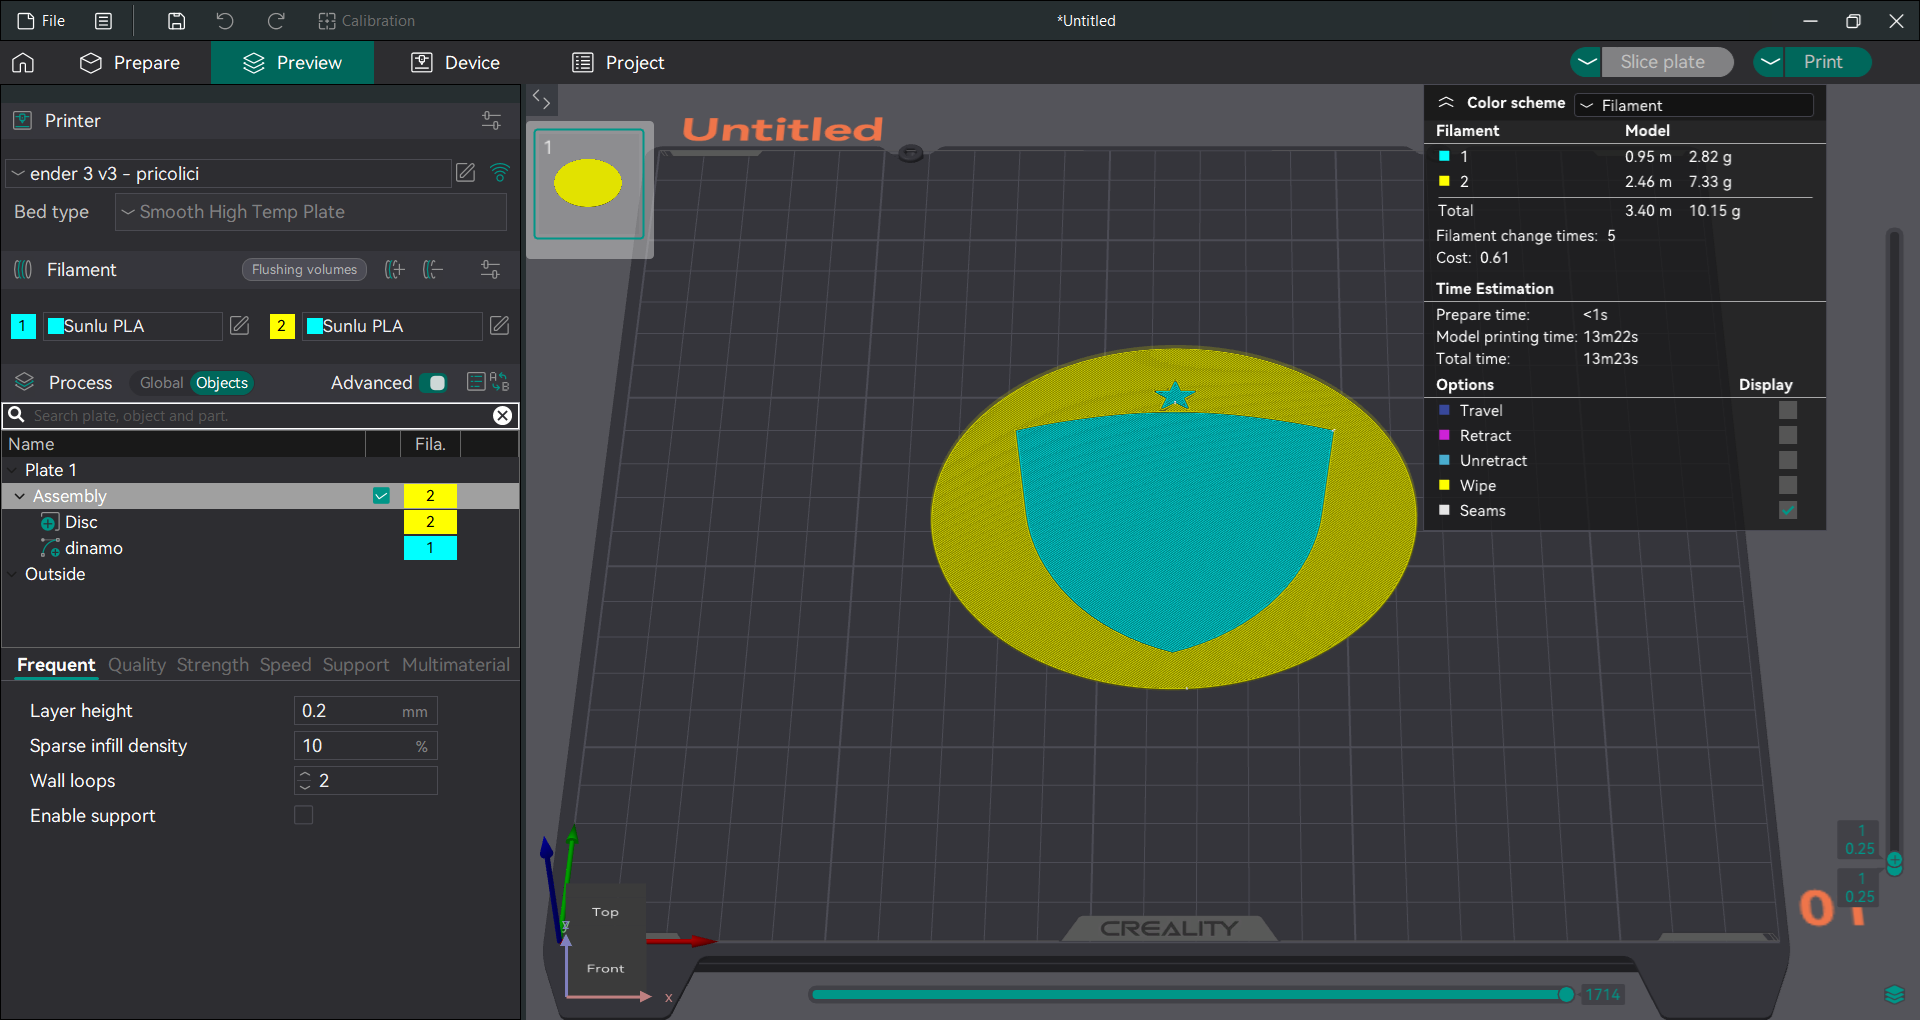 File
Calibration
*Untitled
Prepare
Preview
Device
Project
Slice plate
Print
Printer
ender 3 v3 - pricolici
Bed type
Smooth High Temp Plate
Filament
Flushing volumes
1
Sunlu PLA
2
Sunlu PLA
Process
Global
Objects
Advanced
Search plate, object and part.
Name
Fila.
Plate 1
Assembly
2
Disc
2
dinamo
1
Outside
Frequent
Quality
Strength
Speed
Support
Multimaterial
Layer height
0.2 mm
Sparse infill density
10 %
Wall loops
2
Enable support
1
Untitled
Color scheme
Filament
Filament Model
1 0.95 m 2.82 g
2 2.46 m 7.33 g
Total 3.40 m 10.15 g
Filament change times: 5
Cost: 0.61
Time Estimation
Prepare time: <1s
Model printing time: 13m22s
Total time: 13m23s
Options Display
Travel
Retract
Unretract
Wipe
Seams
1
0.25
1
0.25
01
CREALITY
Top
Front
y
x
1714